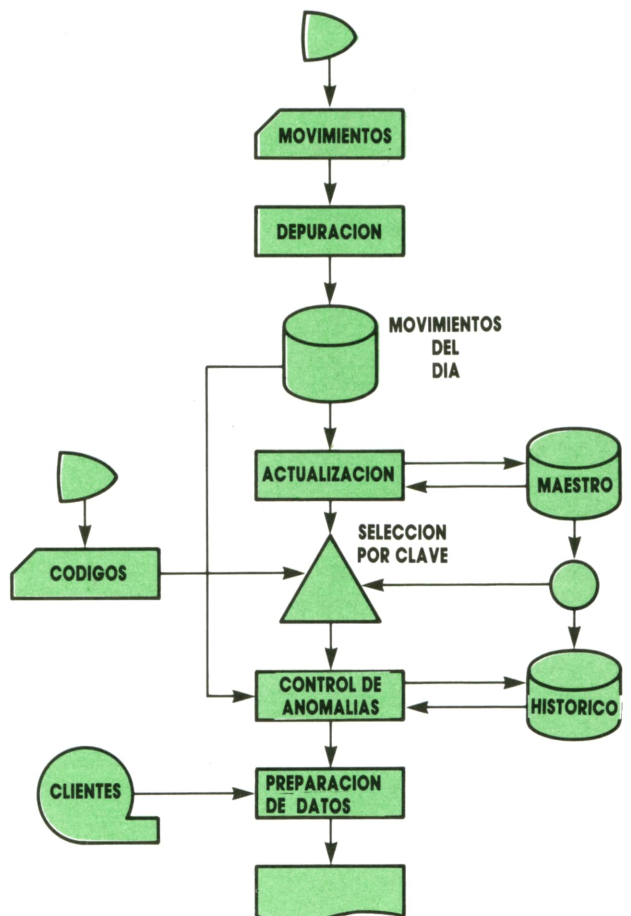 MOVIMIENTOS
DEPURACION
MOVIMIENTOS
DEL
DIA
ACTUALIZACION
MAESTRO
SELECCION
POR CLAVE
CODIGOS
CONTROL DE
ANOMALIAS
HISTORICO
CLIENTES
PREPARACION
DE DATOS